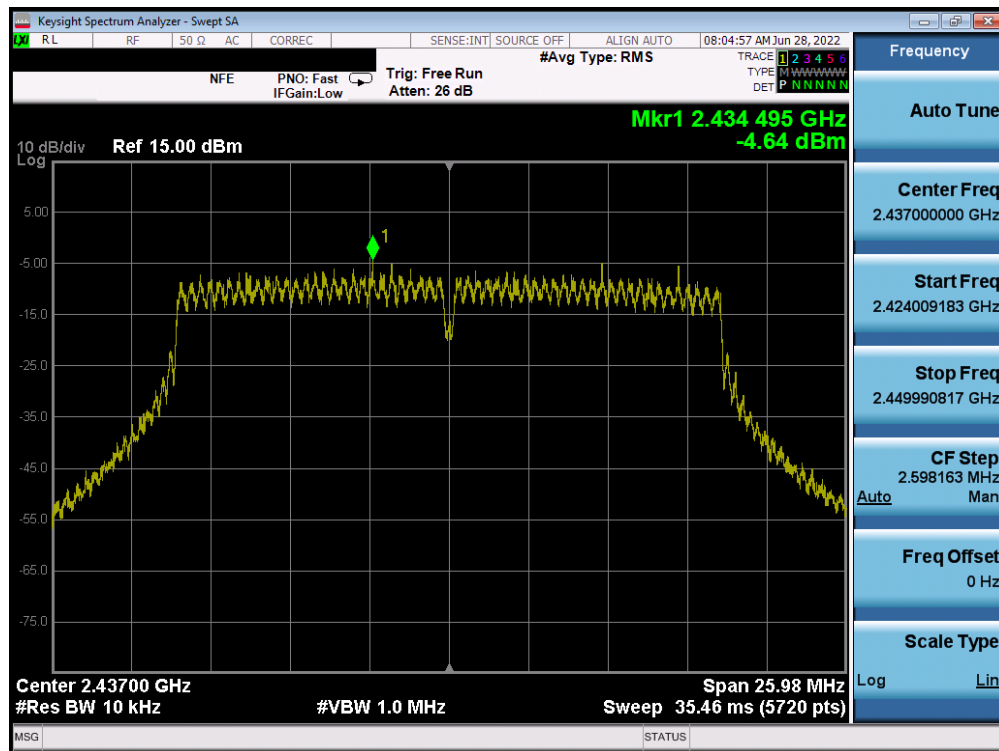 Keysight Spectrum Analyzer - Swept SA
LXI RL RF 50 Ω AC CORREC SENSE:INT SOURCE OFF ALIGN AUTO 08:04:57 AM Jun 28, 2022
#Avg Type: RMS
TRACE 1 2 3 4 5 6
TYPE M WWWWW
DET P N N N N N
NFE
PNO: Fast
IFGain:Low
Trig: Free Run
Atten: 26 dB
Mkr1 2.434 495 GHz
-4.64 dBm
10 dB/div
Log
Ref 15.00 dBm
5.00
1
-5.00
-15.0
-25.0
-35.0
-45.0
-55.0
-65.0
-75.0
Center 2.43700 GHz
Span 25.98 MHz
#Res BW 10 kHz
#VBW 1.0 MHz
Sweep 35.46 ms (5720 pts)
MSG
STATUS
Frequency
Auto Tune
Center Freq
2.437000000 GHz
Start Freq
2.424009183 GHz
Stop Freq
2.449990817 GHz
CF Step
2.598163 MHz
Auto Man
Freq Offset
0 Hz
Scale Type
Log Lin